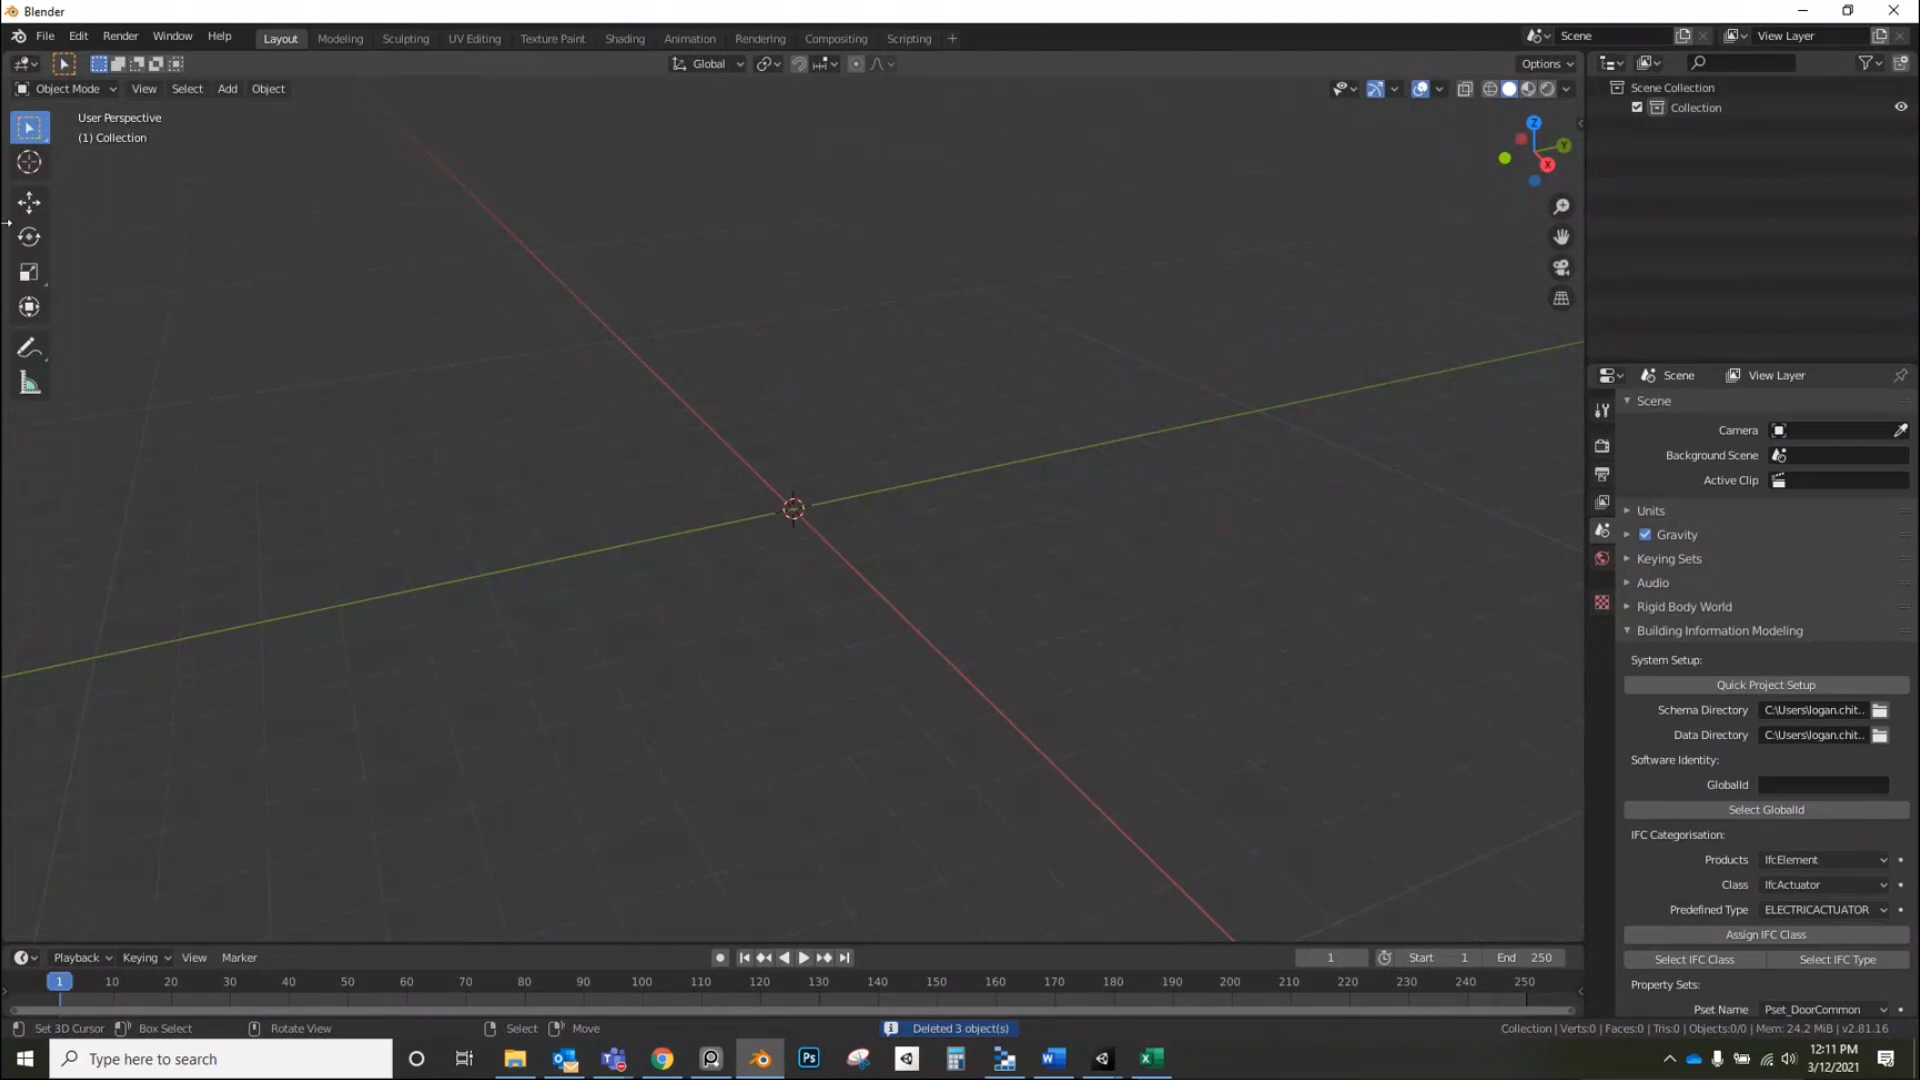 Blender
File Edit Render Window Help
Layout Modeling Sculpting UV Editing Texture Paint Shading Animation Rendering Compositing Scripting +
Scene
View Layer
Global
Options
Object Mode View Select Add Object
User Perspective
(1) Collection
Z
Y
X
Scene Collection
Collection
Scene View Layer
Scene
Camera
Background Scene
Active Clip
Units
Gravity
Keying Sets
Audio
Rigid Body World
Building Information Modeling
System Setup:
Quick Project Setup
Schema Directory C:\Users\logan.chit..
Data Directory C:\Users\logan.chit..
Software Identity:
GlobalId
Select GlobalId
IFC Categorisation:
Products IfcElement
Class IfcActuator
Predefined Type ELECTRICACTUATOR
Assign IFC Class
Select IFC Class Select IFC Type
Property Sets:
Pset Name Pset_DoorCommon
Playback Keying View Marker
1 Start 1 End 250
1 10 20 30 40 50 60 70 80 90 100 110 120 130 140 150 160 170 180 190 200 210 220 230 240 250
Set 3D Cursor Box Select Rotate View Select Move
Deleted 3 object(s)
Collection | Verts:0 | Faces:0 | Tris:0 | Objects:0/0 | Mem: 24.2 MiB | v2.81.16
Type here to search
Ps
12:11 PM
3/12/2021